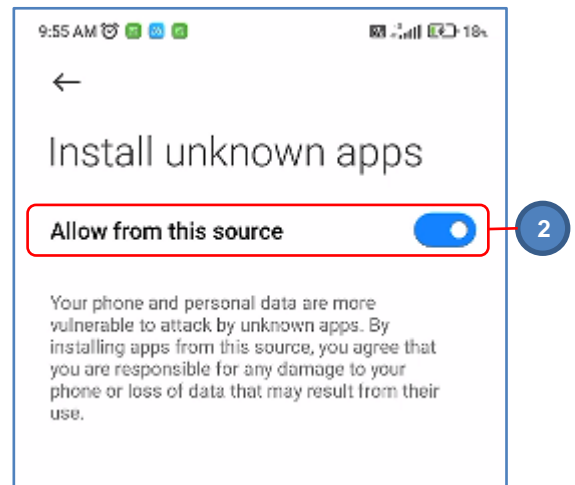 9:55 AM
18%
Install unknown apps
Allow from this source
2
Your phone and personal data are more
vulnerable to attack by unknown apps. By
installing apps from this source, you agree that
you are responsible for any damage to your
phone or loss of data that may result from their
use.